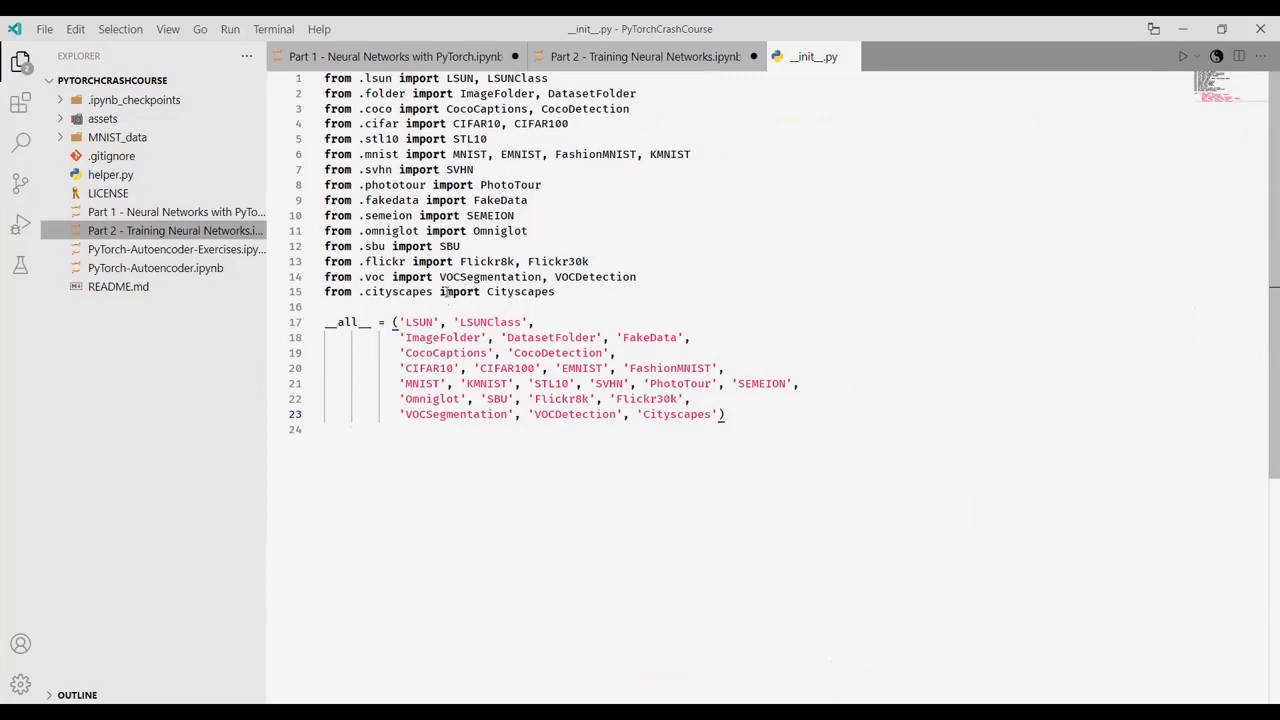 File Edit Selection View Go Run Terminal Help
__init__.py - PyTorchCrashCourse
EXPLORER ···
Part 1 - Neural Networks with PyTorch.ipynb
Part 2 - Training Neural Networks.ipynb
__init__.py
PYTORCHCRASHCOURSE
.ipynb_checkpoints
assets
MNIST_data
.gitignore
helper.py
LICENSE
Part 1 - Neural Networks with PyTo...
Part 2 - Training Neural Networks.i...
PyTorch-Autoencoder-Exercises.ipy...
PyTorch-Autoencoder.ipynb
README.md
OUTLINE
1 from .lsun import LSUN, LSUNClass
2 from .folder import ImageFolder, DatasetFolder
3 from .coco import CocoCaptions, CocoDetection
4 from .cifar import CIFAR10, CIFAR100
5 from .stl10 import STL10
6 from .mnist import MNIST, EMNIST, FashionMNIST, KMNIST
7 from .svhn import SVHN
8 from .phototour import PhotoTour
9 from .fakedata import FakeData
10 from .semeion import SEMEION
11 from .omniglot import Omniglot
12 from .sbu import SBU
13 from .flickr import Flickr8k, Flickr30k
14 from .voc import VOCSegmentation, VOCDetection
15 from .cityscapes import Cityscapes
16
17 __all__ = ('LSUN', 'LSUNClass',
18 'ImageFolder', 'DatasetFolder', 'FakeData',
19 'CocoCaptions', 'CocoDetection',
20 'CIFAR10', 'CIFAR100', 'EMNIST', 'FashionMNIST',
21 'MNIST', 'KMNIST', 'STL10', 'SVHN', 'PhotoTour', 'SEMEION',
22 'Omniglot', 'SBU', 'Flickr8k', 'Flickr30k',
23 'VOCSegmentation', 'VOCDetection', 'Cityscapes')
24